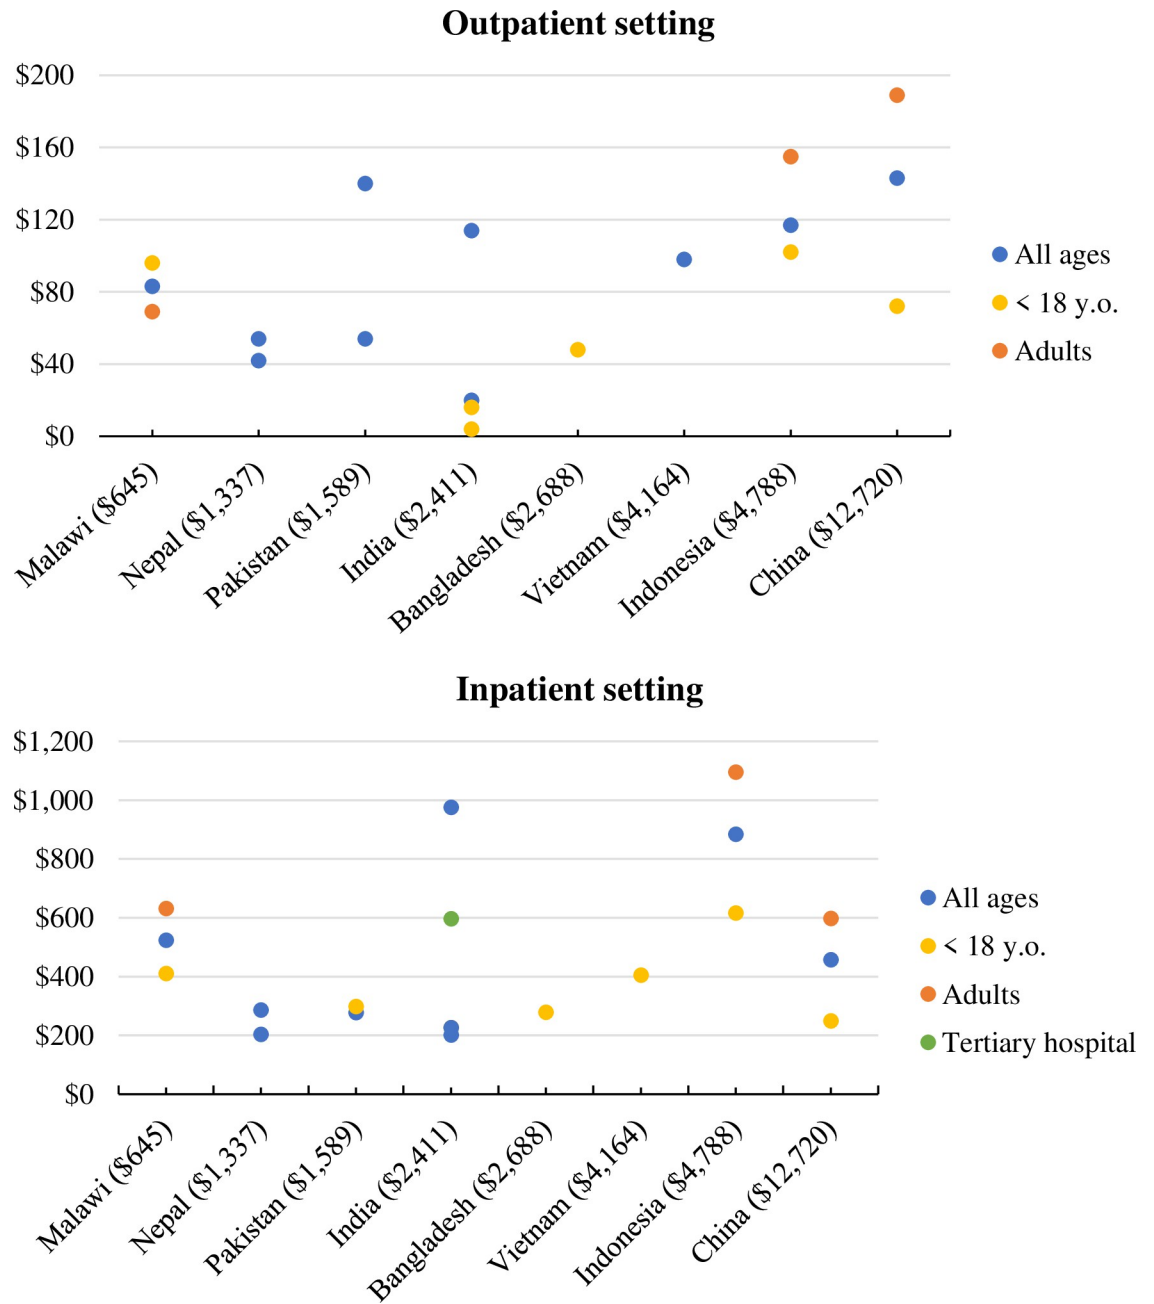 Outpatient setting
$200
$160
$120
$80
$40
$0
Malawi ($645)
Nepal ($1,337)
Pakistan ($1,589)
India ($2,411)
Bangladesh ($2,688)
Vietnam ($4,164)
Indonesia ($4,788)
China ($12,720)
All ages
< 18 y.o.
Adults
Inpatient setting
$1,200
$1,000
$800
$600
$400
$200
$0
Malawi ($645)
Nepal ($1,337)
Pakistan ($1,589)
India ($2,411)
Bangladesh ($2,688)
Vietnam ($4,164)
Indonesia ($4,788)
China ($12,720)
All ages
< 18 y.o.
Adults
Tertiary hospital